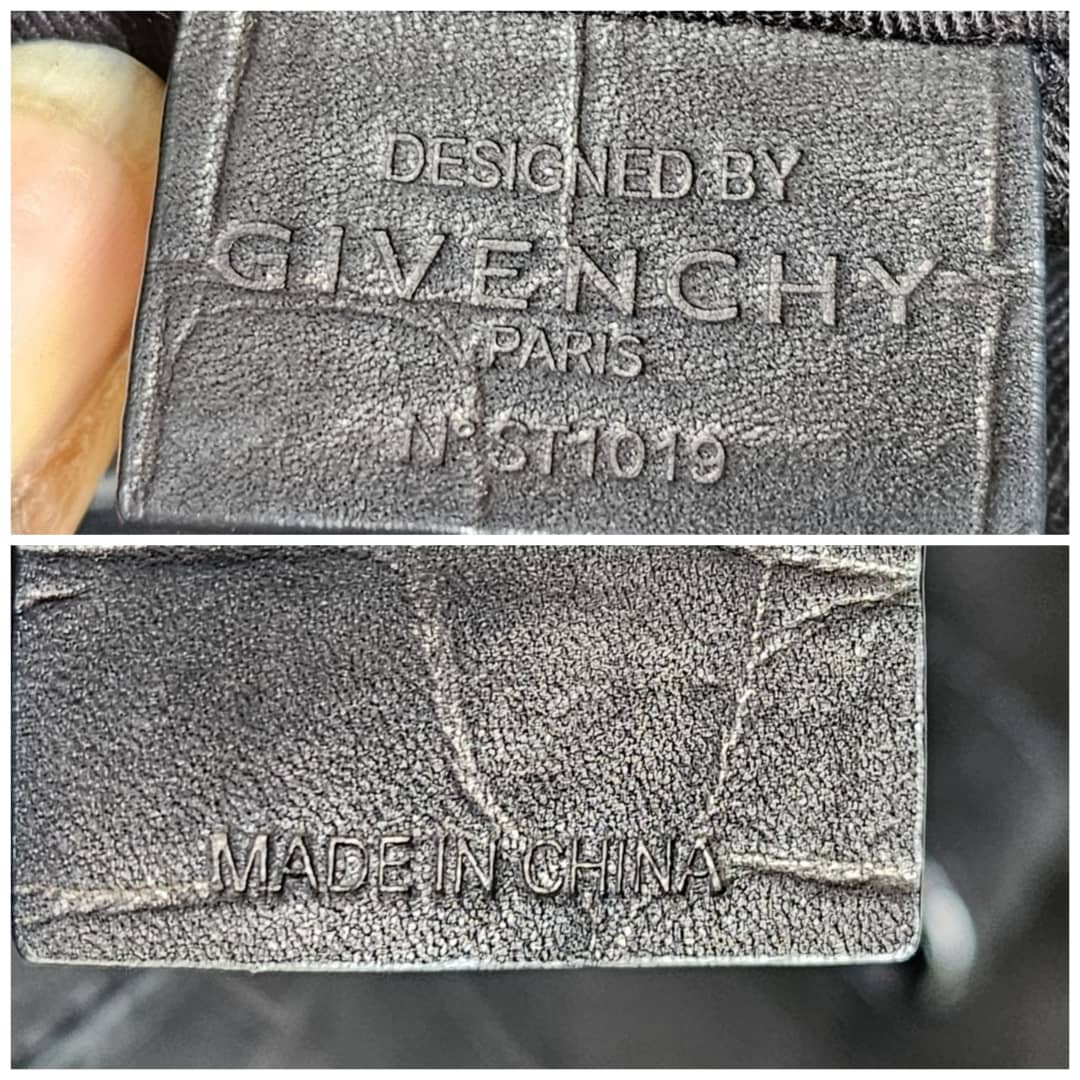 DESIGNED BY
GIVENCHY
PARIS
N° ST1019
MADE IN CHINA